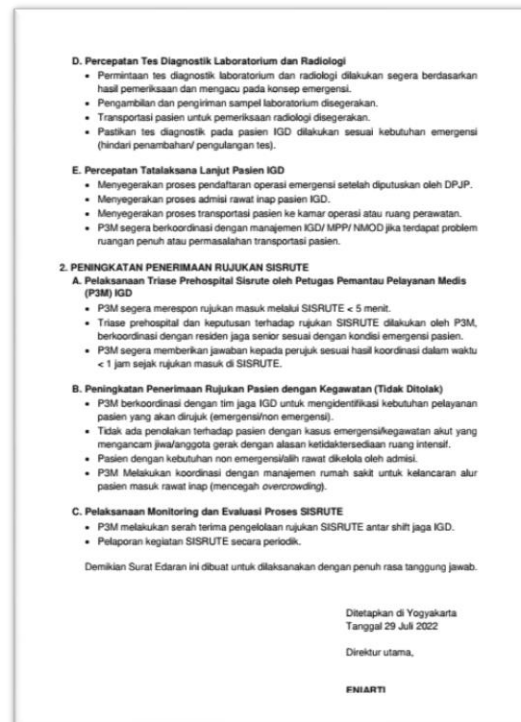 D. Percepatan Tes Diagnostik Laboratorium dan Radiologi
• Permintaan tes diagnostik laboratorium dan radiologi dilakukan segera berdasarkan
hasil pemeriksaan dan mengacu pada konsep emergensi.
• Pengambilan dan pengiriman sampel laboratorium disegerakan.
• Transportasi pasien untuk pemeriksaan radiologi disegerakan.
• Pastikan tes diagnostik pada pasien IGD dilakukan sesuai kebutuhan emergensi
(hindari penambahan/ pengulangan tes).
E. Percepatan Tatalaksana Lanjut Pasien IGD
• Menyegerakan proses pendaftaran operasi emergensi setelah diputuskan oleh DPJP.
• Menyegerakan proses admisi rawat inap pasien IGD.
• Menyegerakan proses transportasi pasien ke kamar operasi atau ruang perawatan.
• P3M segera berkoordinasi dengan manajemen IGD/ MPP/ NMOD jika terdapat problem
ruangan penuh atau permasalahan transportasi pasien.
2. PENINGKATAN PENERIMAAN RUJUKAN SISRUTE
A. Pelaksanaan Triase Prehospital Sisrute oleh Petugas Pemantau Pelayanan Medis
(P3M) IGD
• P3M segera merespon rujukan masuk melalui SISRUTE < 5 menit.
• Triase prehospital dan keputusan terhadap rujukan SISRUTE dilakukan oleh P3M,
berkoordinasi dengan residen jaga senior sesuai dengan kondisi emergensi pasien.
• P3M segera memberikan jawaban kepada perujuk sesuai hasil koordinasi dalam waktu
< 1 jam sejak rujukan masuk di SISRUTE.
B. Peningkatan Penerimaan Rujukan Pasien dengan Kegawatan (Tidak Ditolak)
• P3M berkoordinasi dengan tim jaga IGD untuk mengidentifikasi kebutuhan pelayanan
pasien yang akan dirujuk (emergensi/non emergensi).
• Tidak ada penolakan terhadap pasien dengan kasus emergensi/kegawatan akut yang
mengancam jiwa/anggota gerak dengan alasan ketidaktersediaan ruang intensif.
• Pasien dengan kebutuhan non emergensi/alih rawat dikelola oleh admisi.
• P3M Melakukan koordinasi dengan manajemen rumah sakit untuk kelancaran alur
pasien masuk rawat inap (mencegah overcrowding).
C. Pelaksanaan Monitoring dan Evaluasi Proses SISRUTE
• P3M melakukan serah terima pengelolaan rujukan SISRUTE antar shift jaga IGD.
• Pelaporan kegiatan SISRUTE secara periodik.
Demikian Surat Edaran ini dibuat untuk dilaksanakan dengan penuh rasa tanggung jawab.
Ditetapkan di Yogyakarta
Tanggal 29 Juli 2022
Direktur utama,
ENIARTI